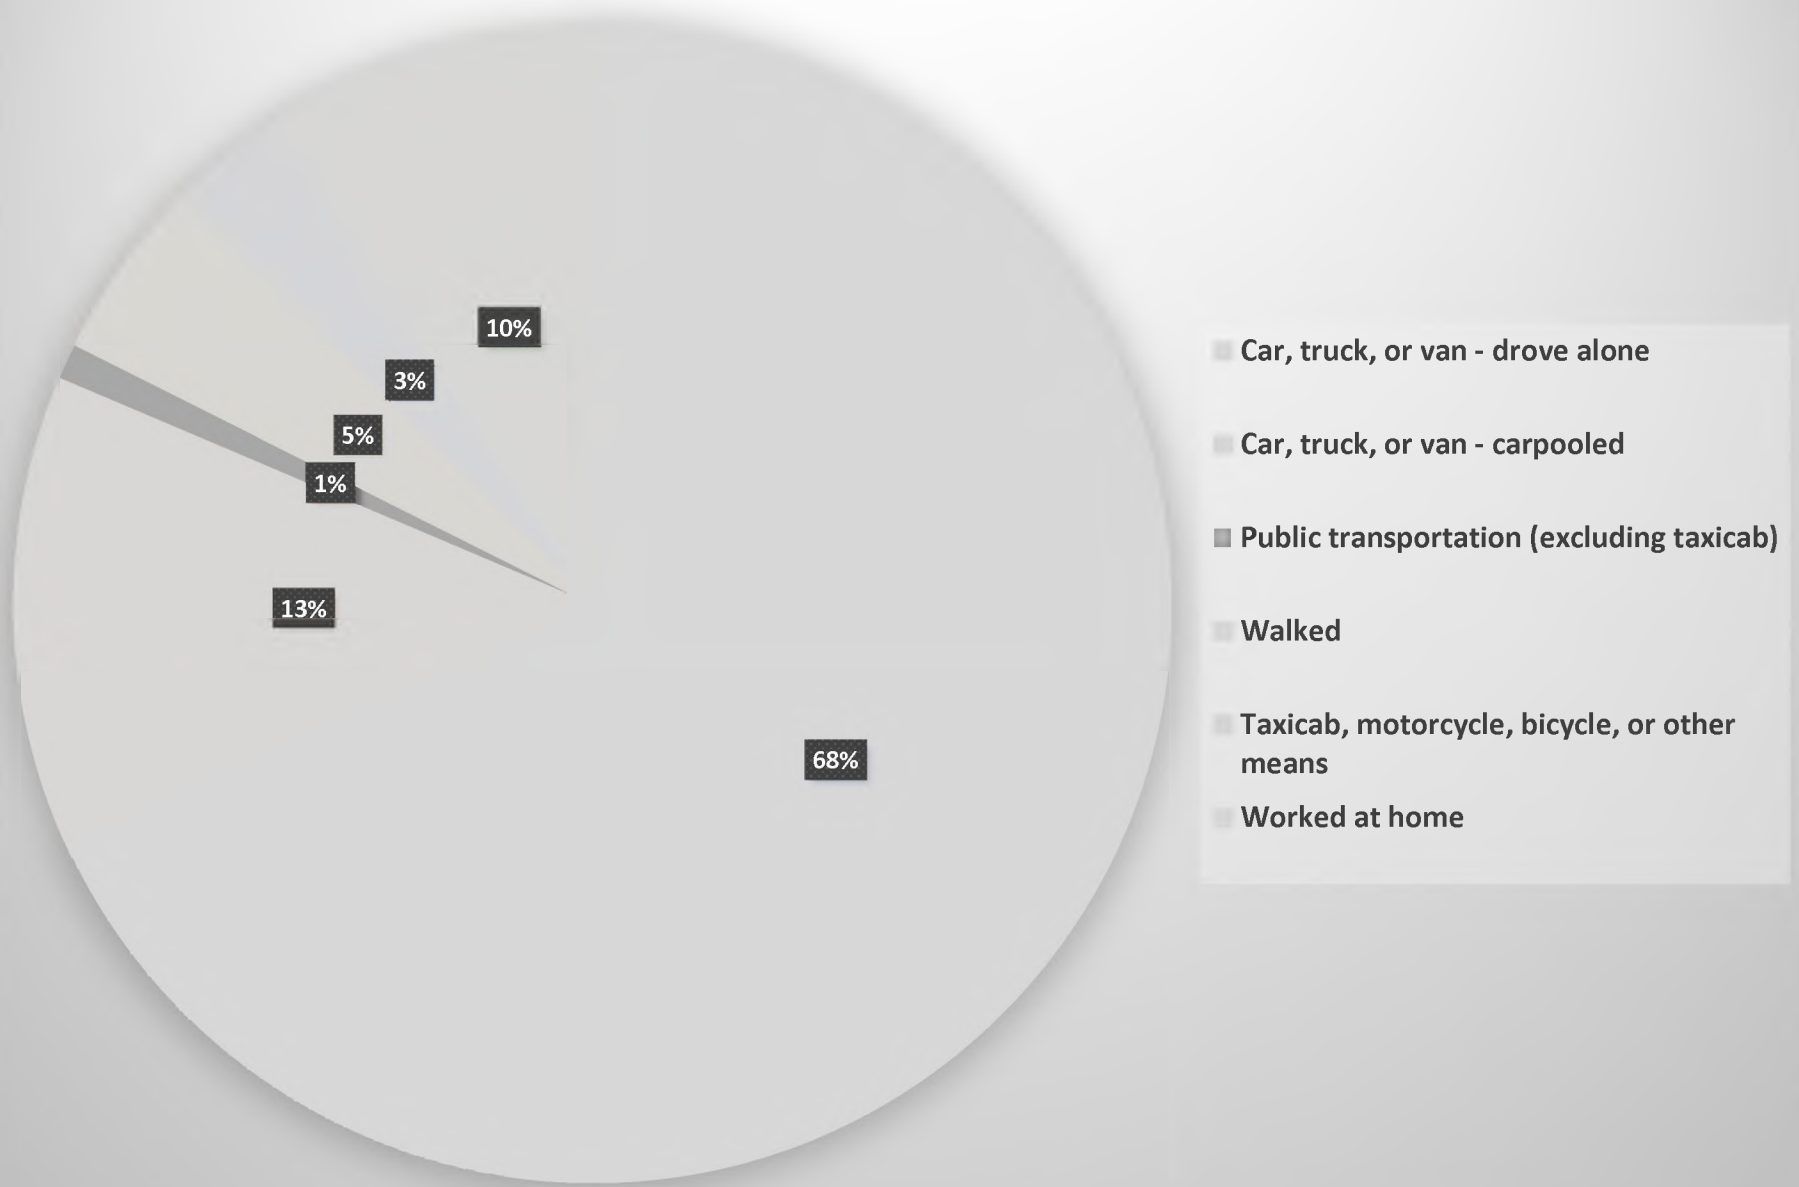 10%
3%
5%
1%
13%
68%
Car, truck, or van - drove alone
Car, truck, or van - carpooled
Public transportation (excluding taxicab)
Walked
Taxicab, motorcycle, bicycle, or other
means
Worked at home